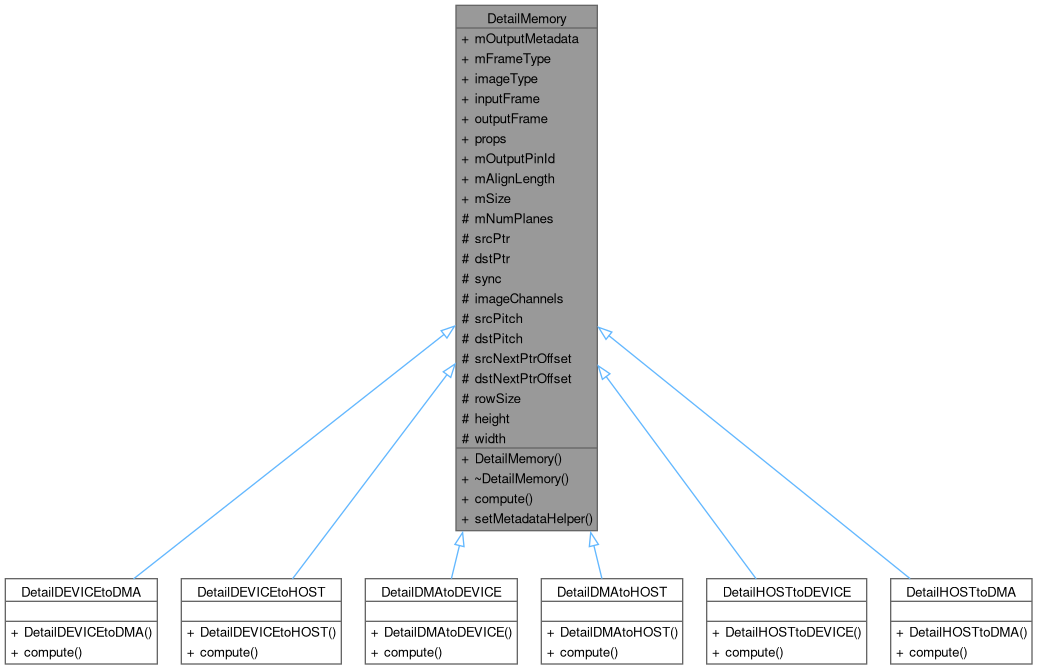 DetailMemory
+ mOutputMetadata
+ mFrameType
+ imageType
+ inputFrame
+ outputFrame
+ props
+ mOutputPinId
+ mAlignLength
+ mSize
# mNumPlanes
# srcPtr
# dstPtr
# sync
# imageChannels
# srcPitch
# dstPitch
# srcNextPtrOffset
# dstNextPtrOffset
# rowSize
# height
# width
+ DetailMemory()
+ ~DetailMemory()
+ compute()
+ setMetadataHelper()
DetailDEVICEtoDMA
+ DetailDEVICEtoDMA()
+ compute()
DetailDEVICEtoHOST
+ DetailDEVICEtoHOST()
+ compute()
DetailDMAtoDEVICE
+ DetailDMAtoDEVICE()
+ compute()
DetailDMAtoHOST
+ DetailDMAtoHOST()
+ compute()
DetailHOSTtoDEVICE
+ DetailHOSTtoDEVICE()
+ compute()
DetailHOSTtoDMA
+ DetailHOSTtoDMA()
+ compute()